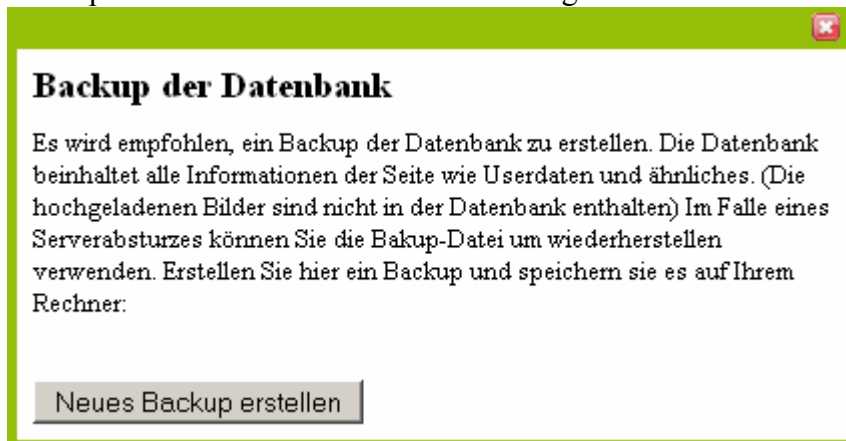 Backup der Datenbank
Es wird empfohlen, ein Backup der Datenbank zu erstellen. Die Datenbank
beinhaltet alle Informationen der Seite wie Userdaten und ähnliches. (Die
hochgeladenen Bilder sind nicht in der Datenbank enthalten) Im Falle eines
Serverabsturzes können Sie die Bakup-Datei um wiederherstellen
verwenden. Erstellen Sie hier ein Backup und speichern sie es auf Ihrem
Rechner:
Neues Backup erstellen